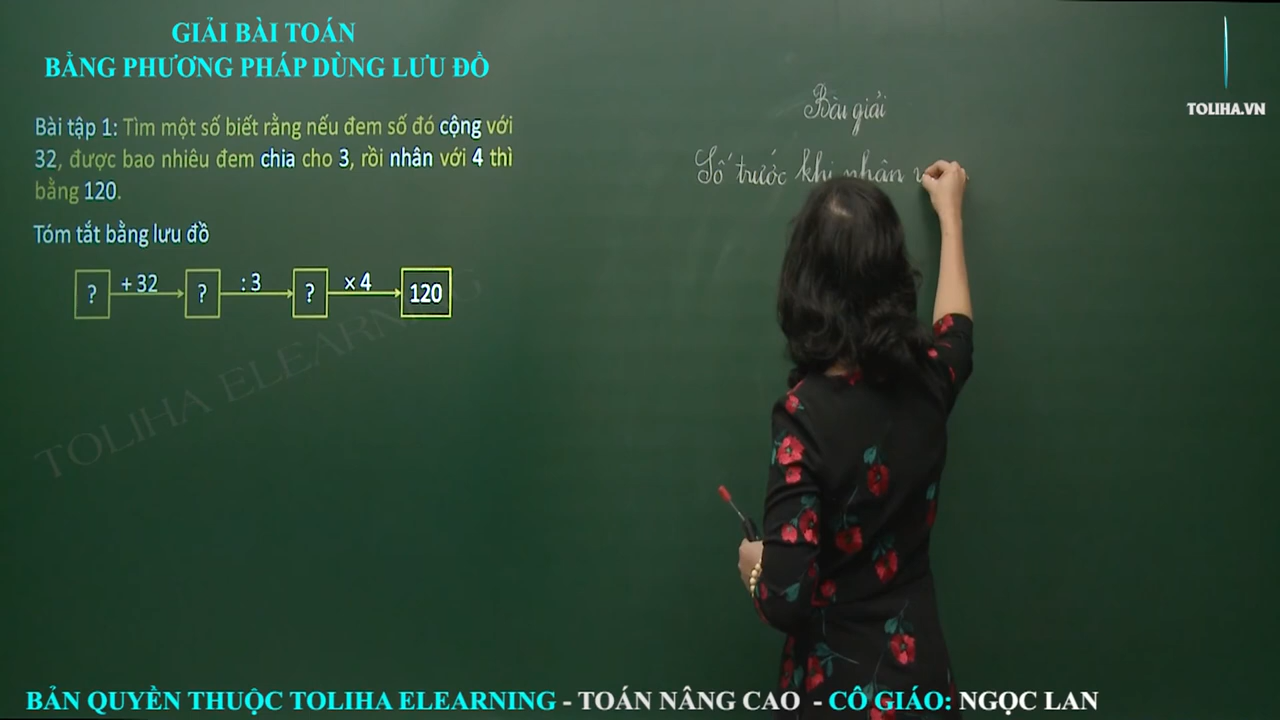 GIẢI BÀI TOÁN
BẰNG PHƯƠNG PHÁP DÙNG LƯU ĐỒ
TOLIHA.VN
Bài tập 1: Tìm một số biết rằng nếu đem số đó cộng với
32, được bao nhiêu đem chia cho 3, rồi nhân với 4 thì
bằng 120.
Tóm tắt bằng lưu đồ
? + 32 ? : 3 ? × 4 120
TOLIHA ELEARNING
Bài giải
Số trước khi nhân
BẢN QUYỀN THUỘC TOLIHA ELEARNING - TOÁN NÂNG CAO - CÔ GIÁO: NGỌC LAN